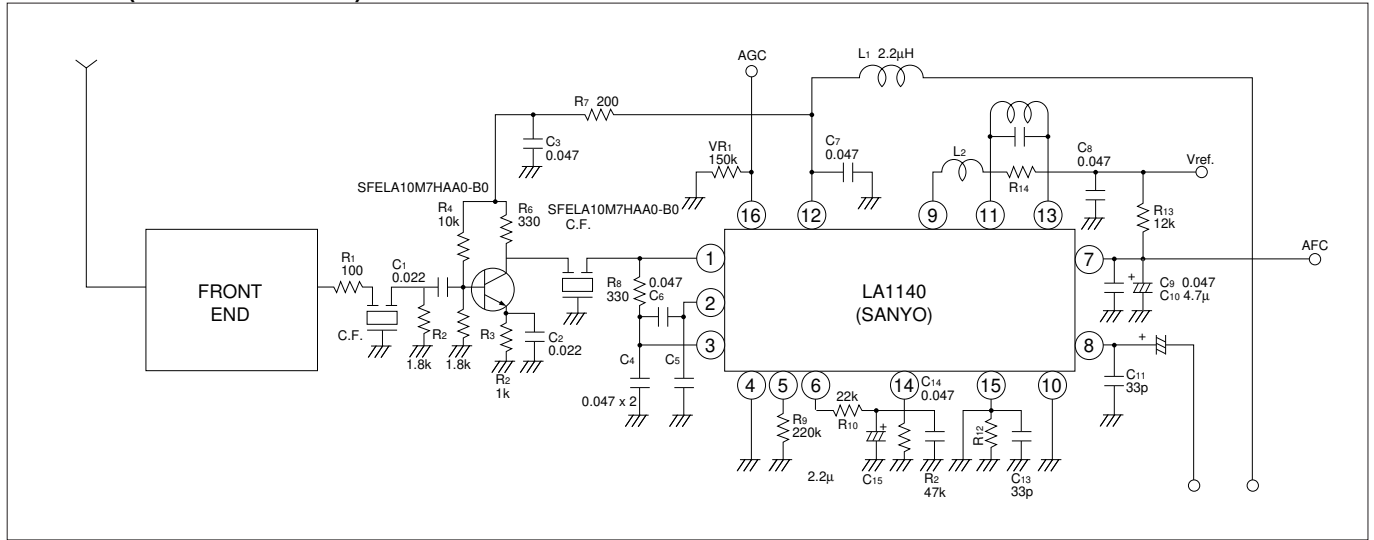 AGC
L1 2.2µH
R7 200
C3
0.047
VR1
150k
C7
0.047
L2
C8
0.047
Vref.
R14
SFELA10M7HAA0-B0
R4
10k
R6
330
SFELA10M7HAA0-B0
C.F.
16
12
9
11
13
R13
12k
AFC
FRONT
END
R1
100
C1
0.022
C.F.
R2
1.8k
R3
1.8k
R2
1k
C2
0.022
R8
330
0.047
C6
1
2
3
C4
C5
0.047 x 2
LA1140
(SANYO)
7
C9 0.047
C10 4.7µ
+
8
+
C11
33p
4
5
6
14
15
10
R9
220k
22k
R10
C14
0.047
+
2.2µ
C15
R2
47k
R12
C13
33p